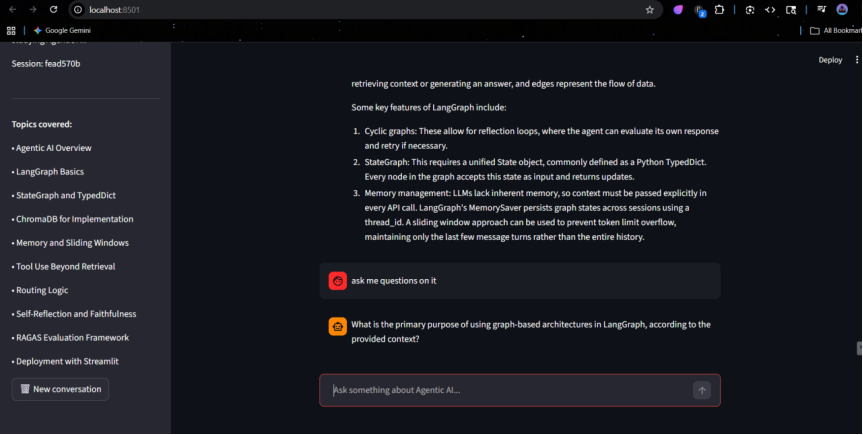 localhost:8501
Google Gemini
All Bookmar
Session: fead570b
Topics covered:
• Agentic AI Overview
• LangGraph Basics
• StateGraph and TypedDict
• ChromaDB for Implementation
• Memory and Sliding Windows
• Tool Use Beyond Retrieval
• Routing Logic
• Self-Reflection and Faithfulness
• RAGAS Evaluation Framework
• Deployment with Streamlit
New conversation
Deploy
retrieving context or generating an answer, and edges represent the flow of data.
Some key features of LangGraph include:
1. Cyclic graphs: These allow for reflection loops, where the agent can evaluate its own response
and retry if necessary.
2. StateGraph: This requires a unified State object, commonly defined as a Python TypedDict.
Every node in the graph accepts this state as input and returns updates.
3. Memory management: LLMs lack inherent memory, so context must be passed explicitly in
every API call. LangGraph's MemorySaver persists graph states across sessions using a
thread_id. A sliding window approach can be used to prevent token limit overflow,
maintaining only the last few message turns rather than the entire history.
ask me questions on it
What is the primary purpose of using graph-based architectures in LangGraph, according to the
provided context?
Ask something about Agentic AI...